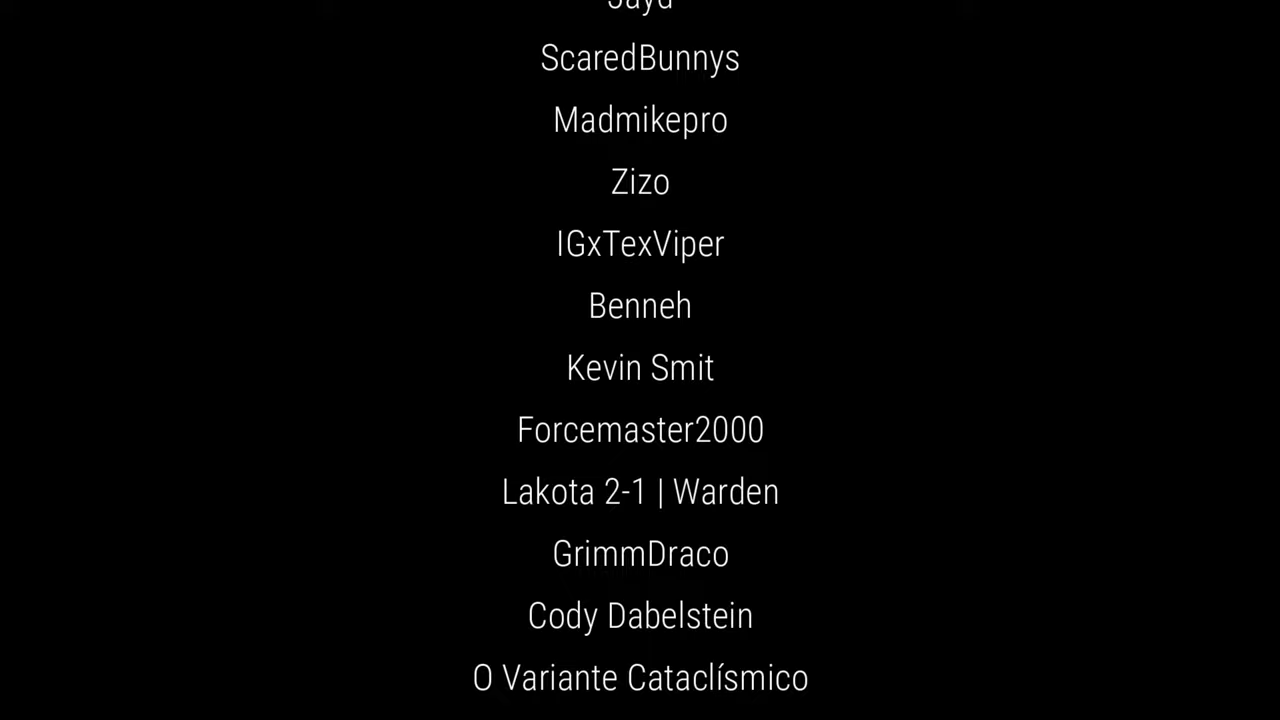 ScaredBunnys
Madmikepro
Zizo
IGxTexViper
Benneh
Kevin Smit
Forcemaster2000
Lakota 2-1 | Warden
GrimmDraco
Cody Dabelstein
O Variante Cataclísmico